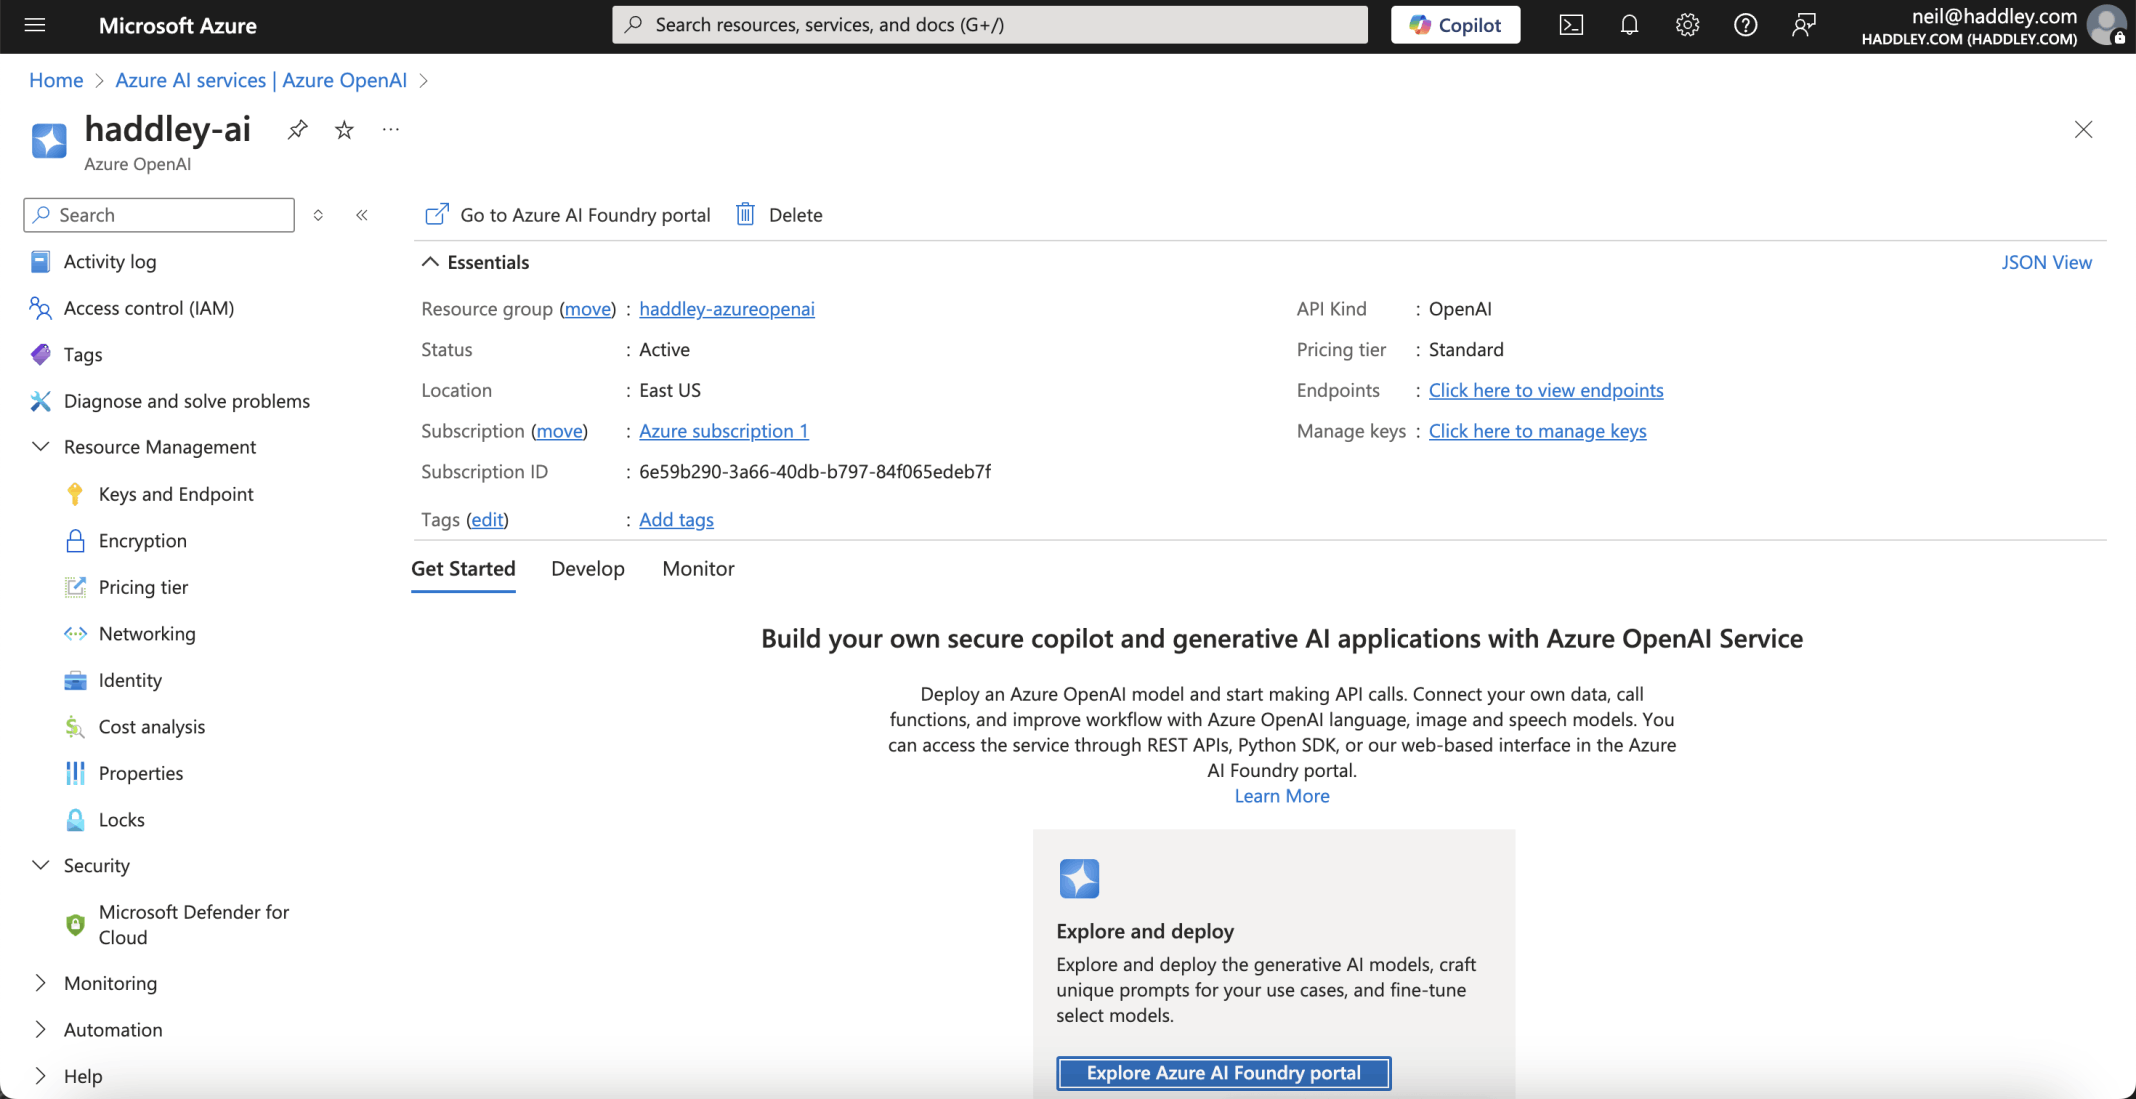 Microsoft Azure
Search resources, services, and docs (G+/)
Copilot
neil@haddley.com
HADDLEY.COM (HADDLEY.COM)
Home > Azure AI services | Azure OpenAI >
haddley-ai
Azure OpenAI
Search
Activity log
Access control (IAM)
Tags
Diagnose and solve problems
Resource Management
Keys and Endpoint
Encryption
Pricing tier
Networking
Identity
Cost analysis
Properties
Locks
Security
Microsoft Defender for
Cloud
Monitoring
Automation
Help
Go to Azure AI Foundry portal
Delete
Essentials
JSON View
Resource group (move) : haddley-azureopenai
Status : Active
Location : East US
Subscription (move) : Azure subscription 1
Subscription ID : 6e59b290-3a66-40db-b797-84f065edeb7f
Tags (edit) : Add tags
API Kind : OpenAI
Pricing tier : Standard
Endpoints : Click here to view endpoints
Manage keys : Click here to manage keys
Get Started Develop Monitor
Build your own secure copilot and generative AI applications with Azure OpenAI Service
Deploy an Azure OpenAI model and start making API calls. Connect your own data, call
functions, and improve workflow with Azure OpenAI language, image and speech models. You
can access the service through REST APIs, Python SDK, or our web-based interface in the Azure
AI Foundry portal.
Learn More
Explore and deploy
Explore and deploy the generative AI models, craft
unique prompts for your use cases, and fine-tune
select models.
Explore Azure AI Foundry portal